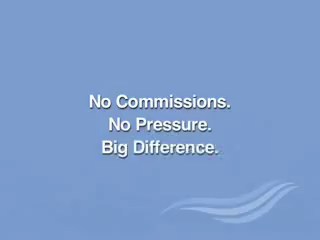 No Commissions.
No Pressure.
Big Difference.